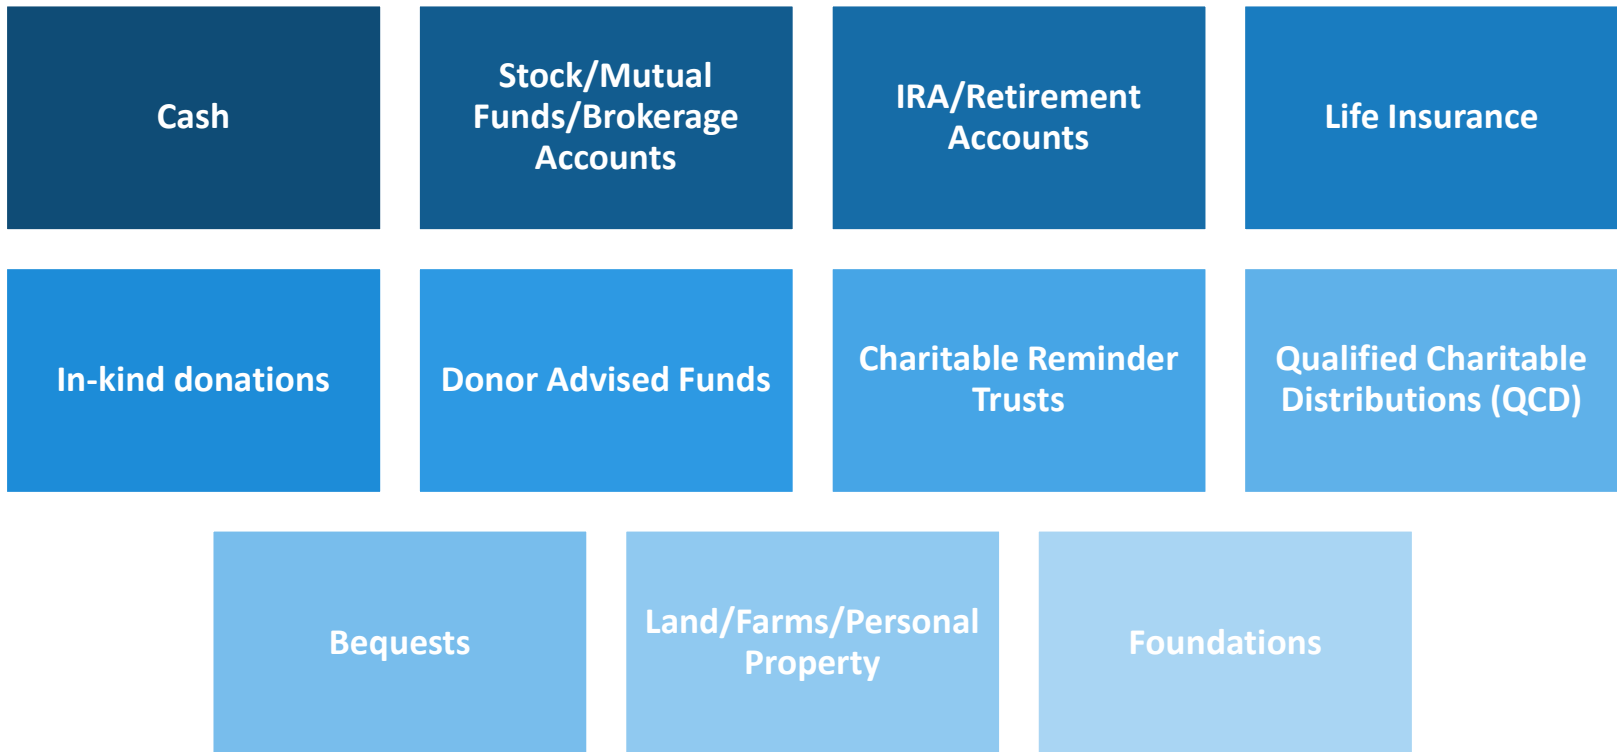 Cash
Stock/Mutual
Funds/Brokerage
Accounts
IRA/Retirement
Accounts
Life Insurance
In-kind donations
Donor Advised Funds
Charitable Reminder
Trusts
Qualified Charitable
Distributions (QCD)
Bequests
Land/Farms/Personal
Property
Foundations